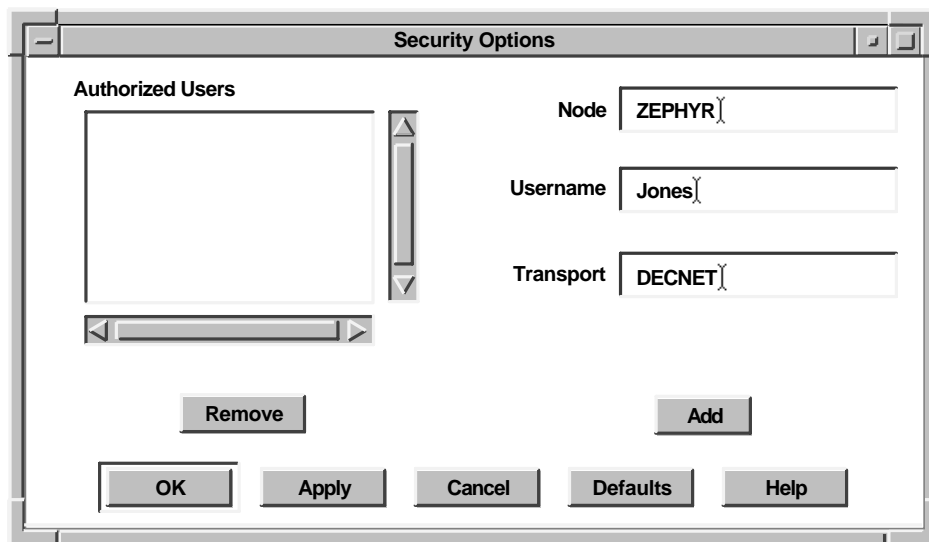 Security Options
Authorized Users
Node ZEPHYR
Username Jones
Transport DECNET
Remove Add
OK Apply Cancel Defaults Help